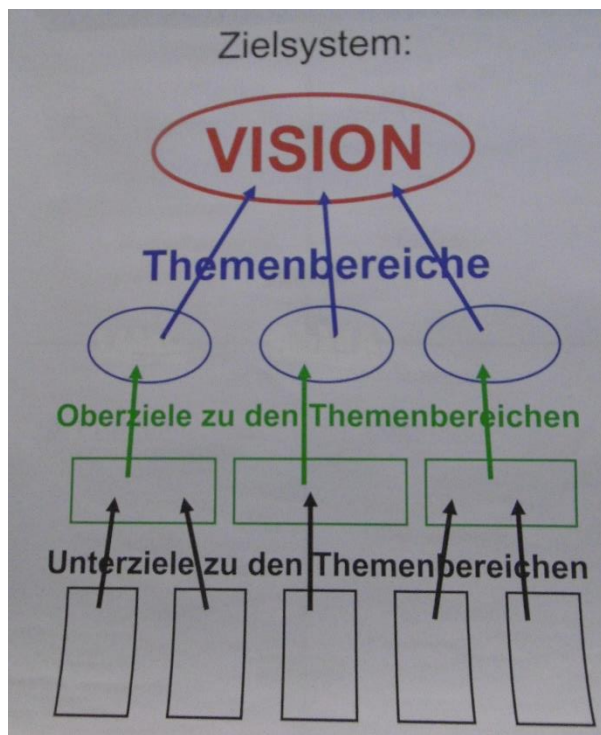 Zielsystem:
VISION
Themenbereiche
Oberziele zu den Themenbereichen
Unterziele zu den Themenbereichen